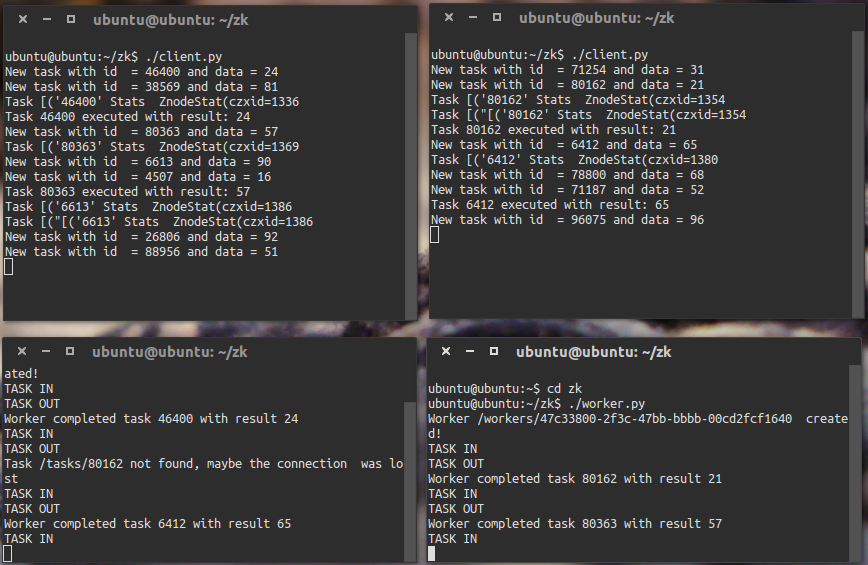 ubuntu@ubuntu: ~/zk
ubuntu@ubuntu:~/zk$ ./client.py
New task with id  = 46400 and data = 24
New task with id  = 38569 and data = 81
Task [('46400' Stats  ZnodeStat(czxid=1336
Task 46400 executed with result: 24
New task with id  = 80363 and data = 57
Task [('80363' Stats  ZnodeStat(czxid=1369
New task with id  = 6613 and data = 90
New task with id  = 4507 and data = 16
Task 80363 executed with result: 57
Task [('6613' Stats  ZnodeStat(czxid=1386
Task [("[('6613' Stats  ZnodeStat(czxid=1386
New task with id  = 26806 and data = 92
New task with id  = 88956 and data = 51
ubuntu@ubuntu: ~/zk
ubuntu@ubuntu:~/zk$ ./client.py
New task with id  = 71254 and data = 31
New task with id  = 80162 and data = 21
Task [('80162' Stats  ZnodeStat(czxid=1354
Task [("[('80162' Stats  ZnodeStat(czxid=1354
Task 80162 executed with result: 21
New task with id  = 6412 and data = 65
Task [('6412' Stats  ZnodeStat(czxid=1380
New task with id  = 78800 and data = 68
New task with id  = 71187 and data = 52
Task 6412 executed with result: 65
New task with id  = 96075 and data = 96
ubuntu@ubuntu: ~/zk
ated!
TASK IN
TASK OUT
Worker completed task 46400 with result 24
TASK IN
TASK OUT
Task /tasks/80162 not found, maybe the connection  was lo
st
TASK IN
TASK OUT
Worker completed task 6412 with result 65
TASK IN
ubuntu@ubuntu: ~/zk
ubuntu@ubuntu:~$ cd zk
ubuntu@ubuntu:~/zk$ ./worker.py
Worker /workers/47c33800-2f3c-47bb-bbbb-00cd2fcf1640  create
d!
TASK IN
TASK OUT
Worker completed task 80162 with result 21
TASK IN
TASK OUT
Worker completed task 80363 with result 57
TASK IN